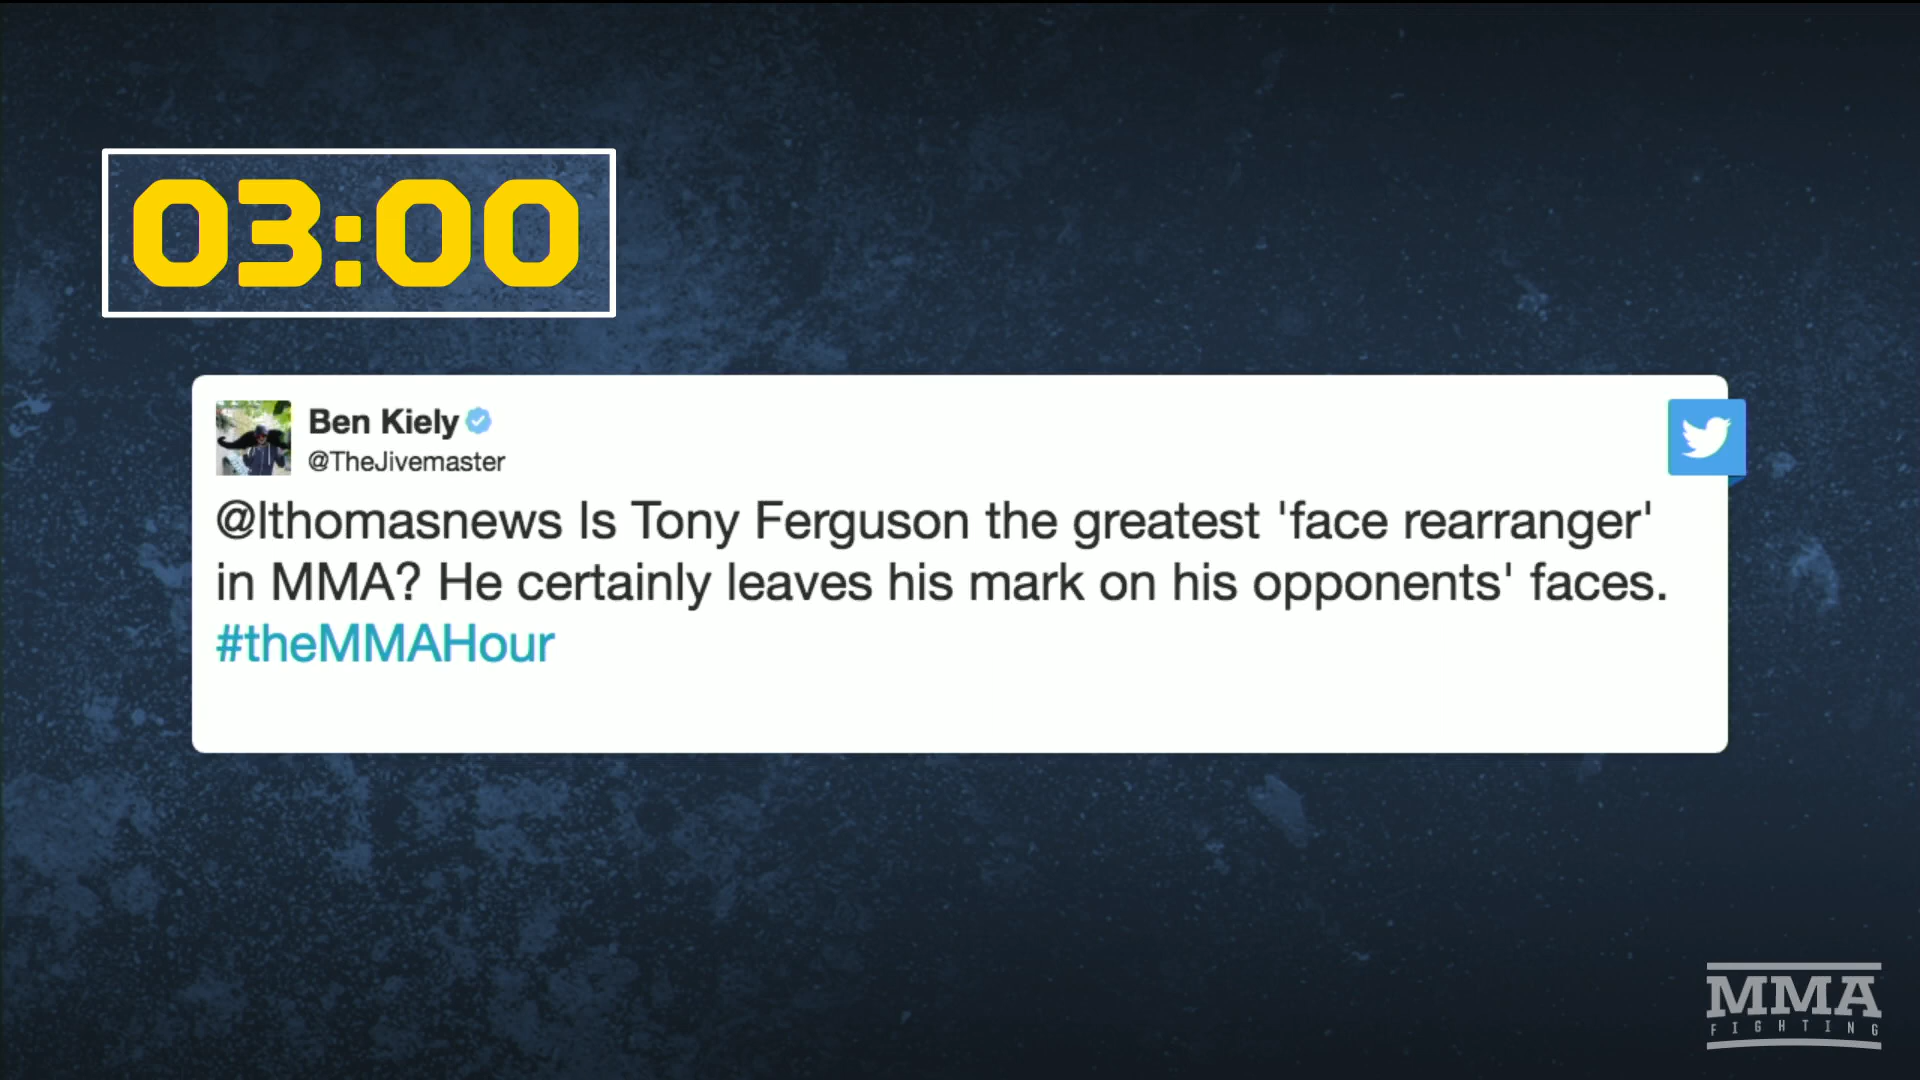 03:00
Ben Kiely
@TheJivemaster
@lthomasnews Is Tony Ferguson the greatest 'face rearranger'
in MMA? He certainly leaves his mark on his opponents' faces.
#theMMAHour
MMA
FIGHTING